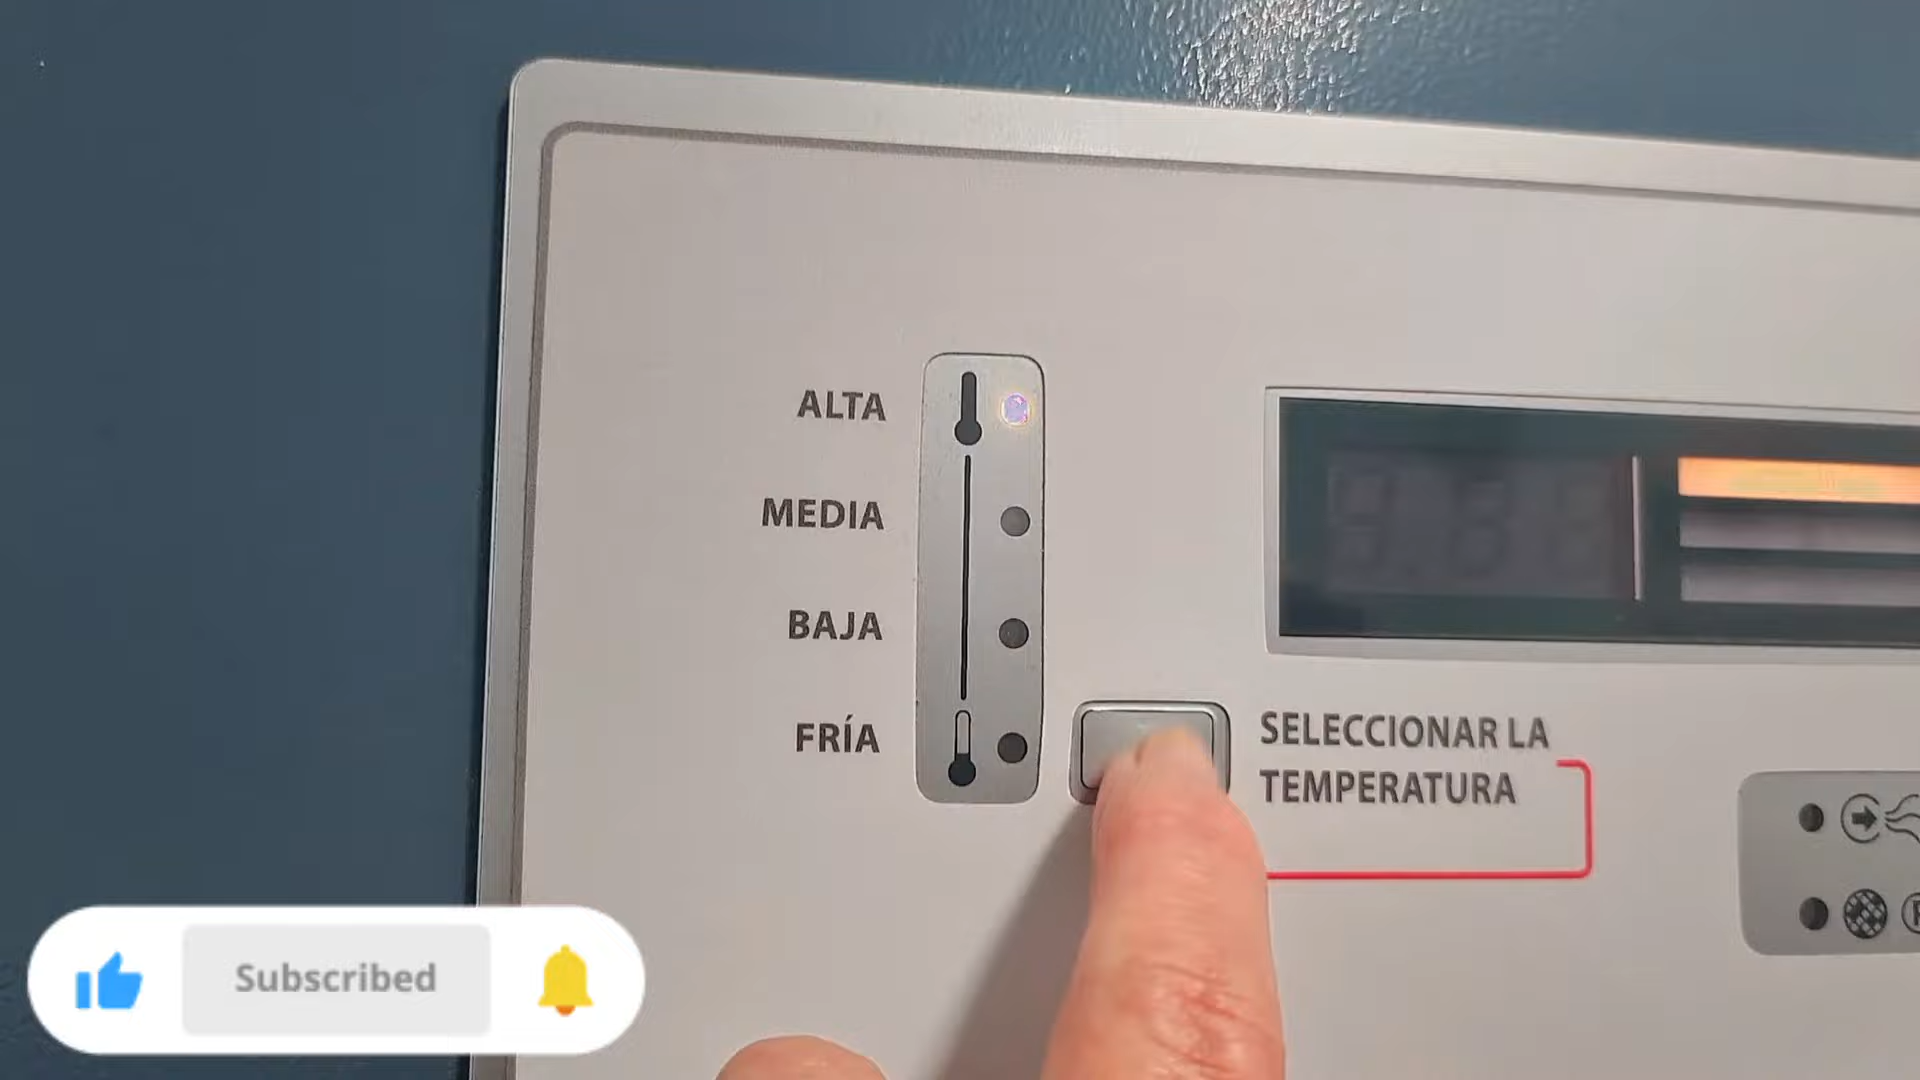 ALTA
MEDIA
BAJA
FRÍA
SELECCIONAR LA
TEMPERATURA
Subscribed